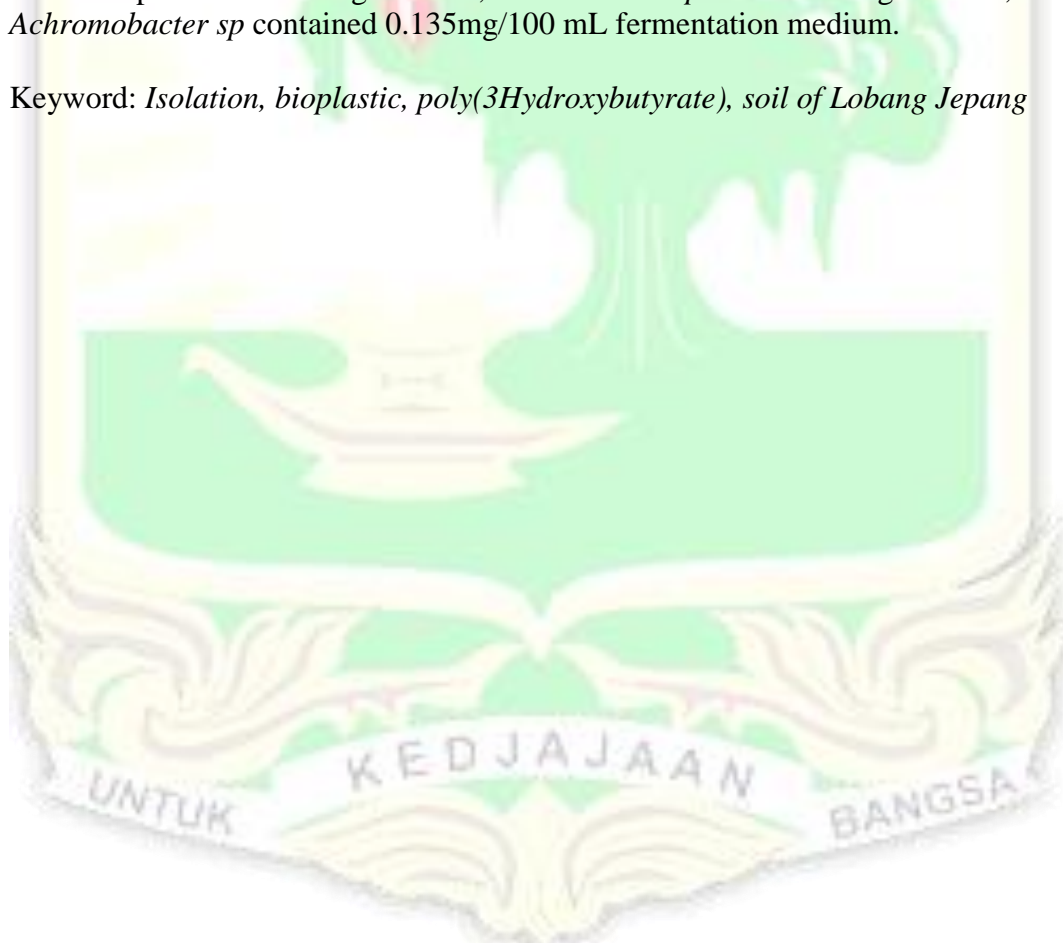 Achromobacter sp contained 0.135mg/100 mL fermentation medium.
Keyword: Isolation, bioplastic, poly(3Hydroxybutyrate), soil of Lobang Jepang
UNTUK KEDJAJAAN BANGSA